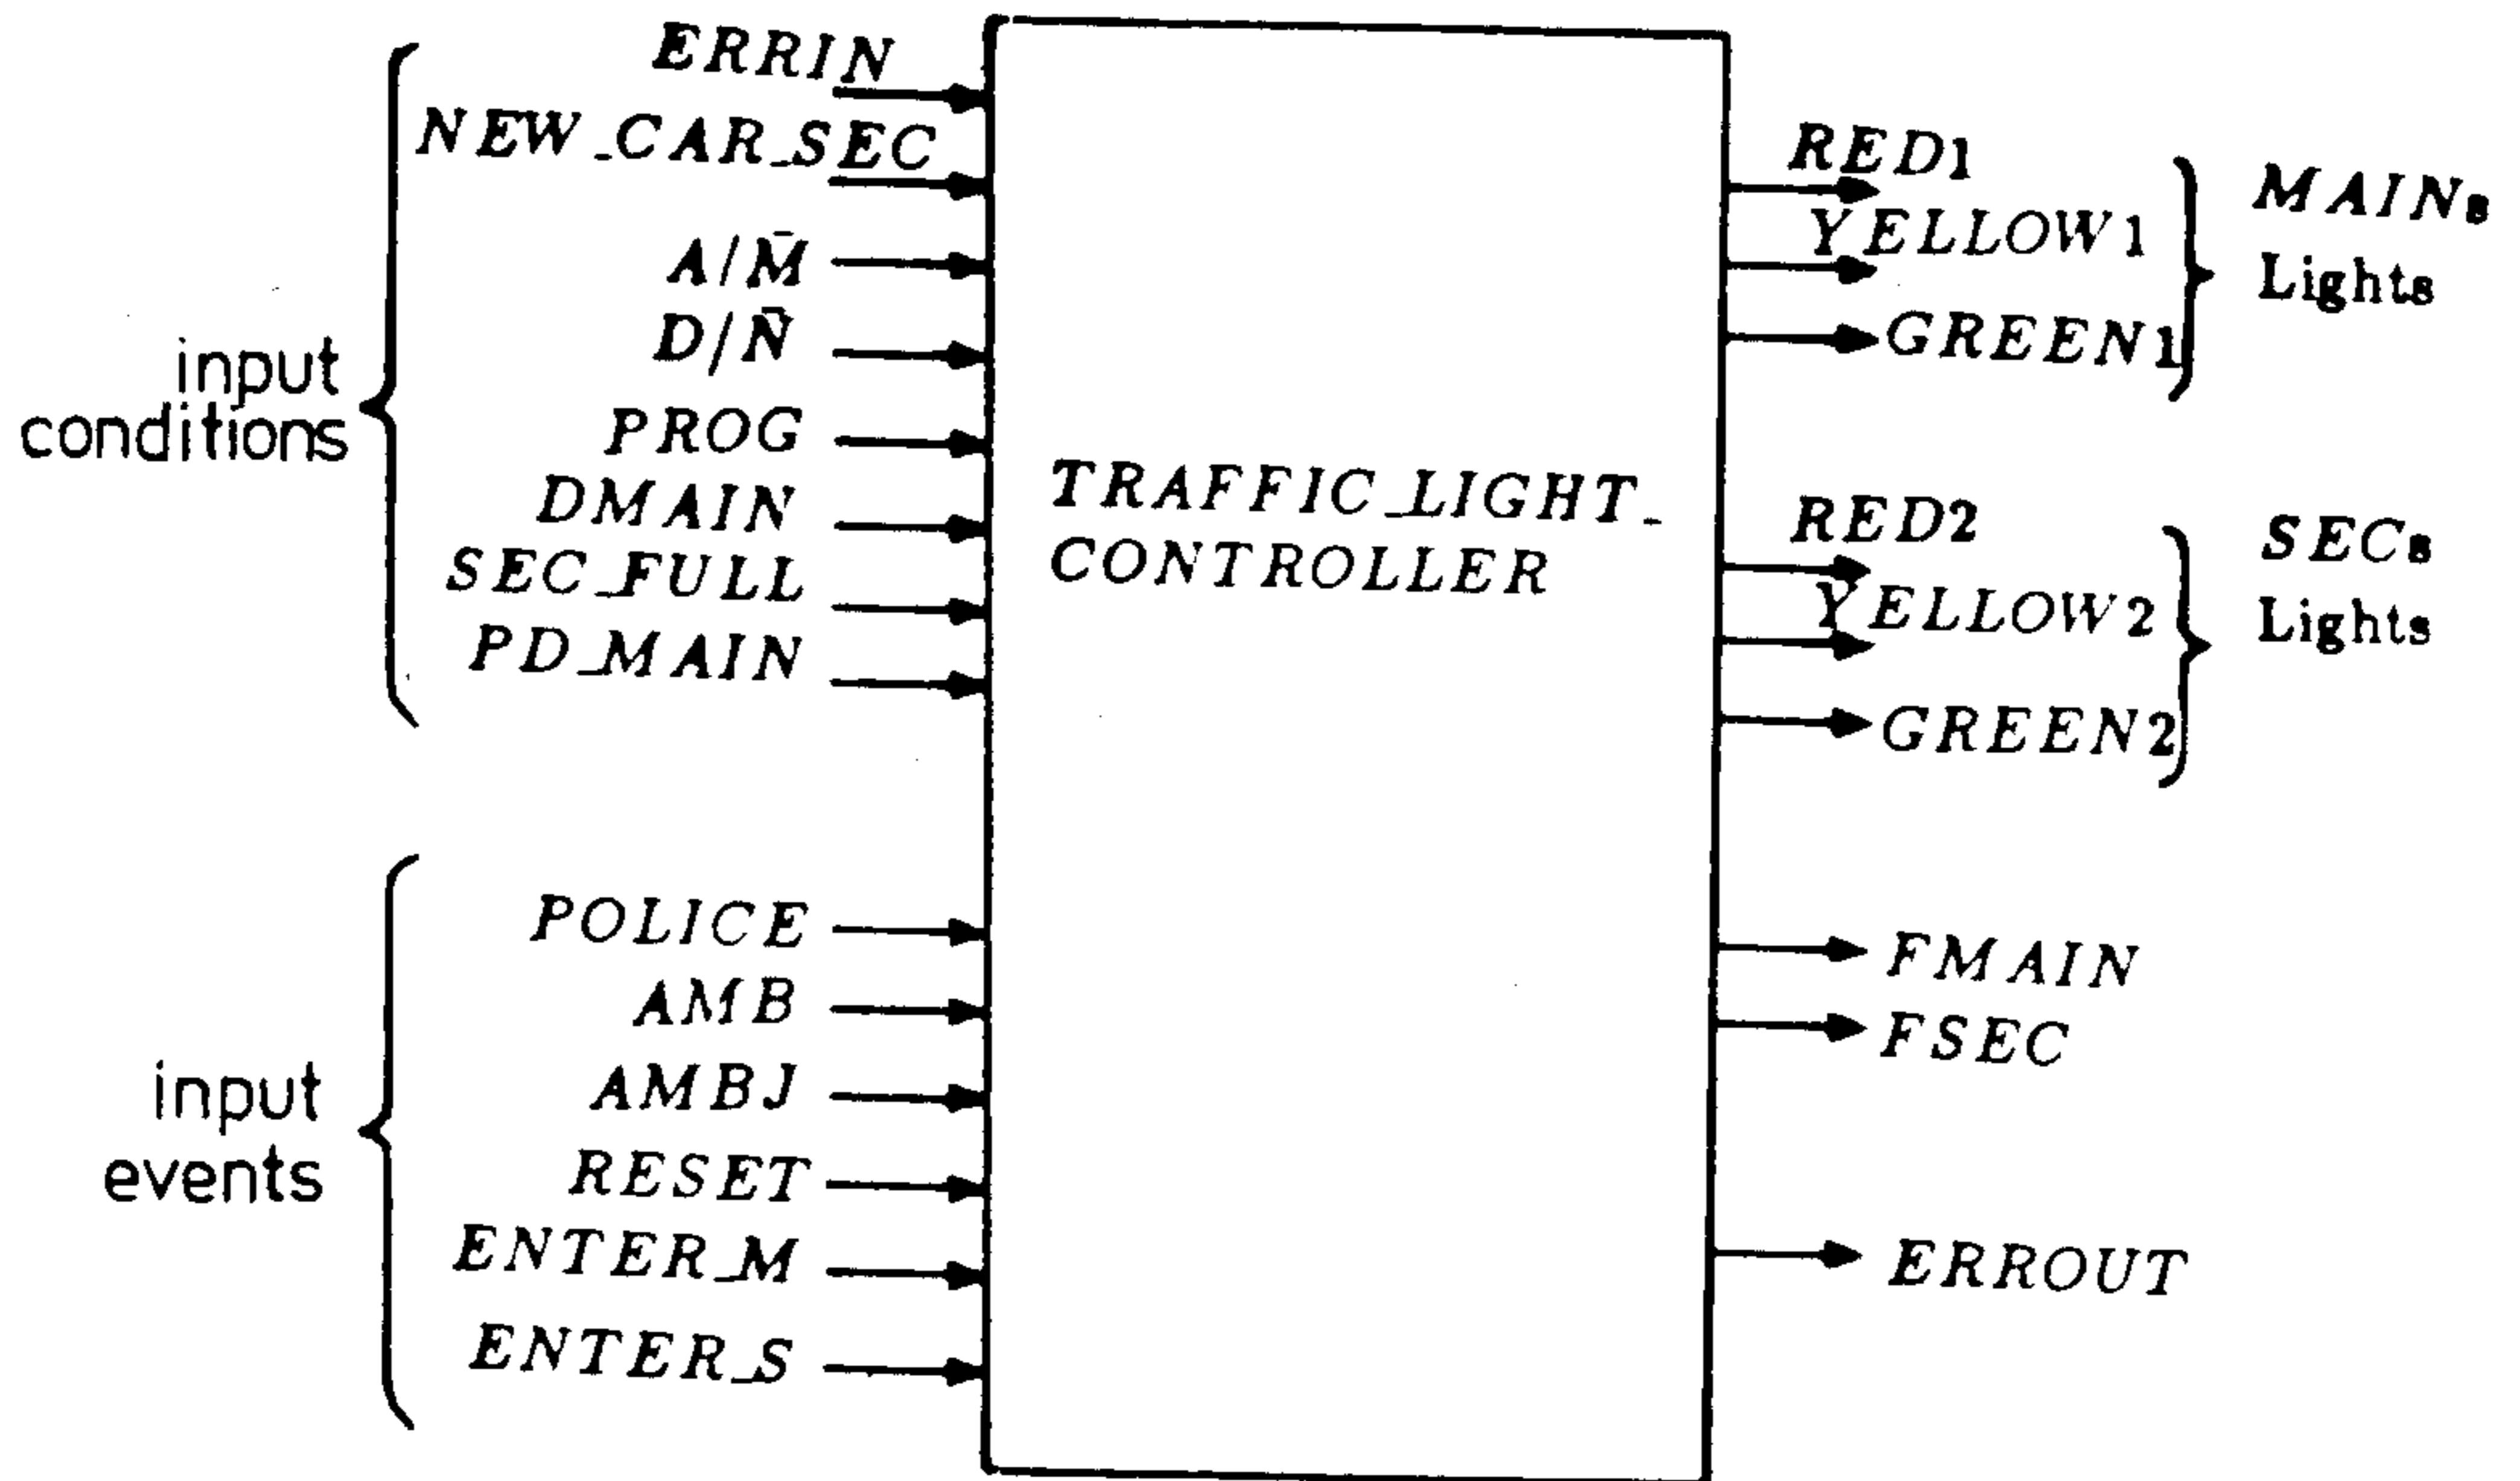 ERRIN
NEW_CAR_SEC
A/M̄
D/N̄
PROG
DMAIN
SEC_FULL
PD_MAIN
input
conditions
POLICE
AMB
AMBJ
RESET
ENTER_M
ENTER_S
input
events
TRAFFIC_LIGHT_
CONTROLLER
RED1
YELLOW1
GREEN1
MAINs
Lights
RED2
YELLOW2
GREEN2
SECs
Lights
FMAIN
FSEC
ERROUT